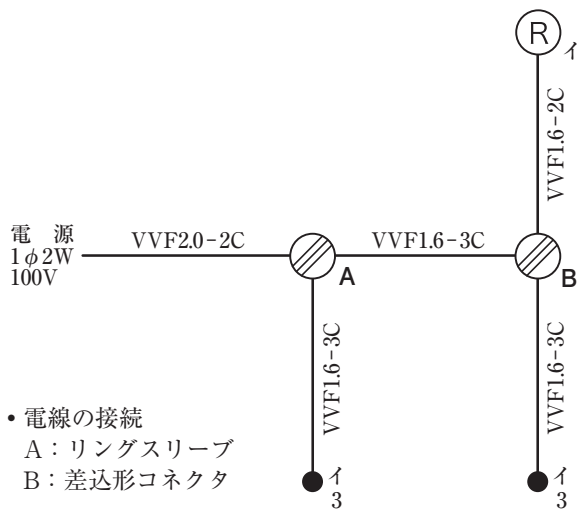 R
イ
VVF1.6-2C
電 源
1φ2W
100V
VVF2.0-2C
VVF1.6-3C
A
B
VVF1.6-3C
VVF1.6-3C
•電線の接続
A：リングスリーブ
B：差込形コネクタ
イ
3
イ
3